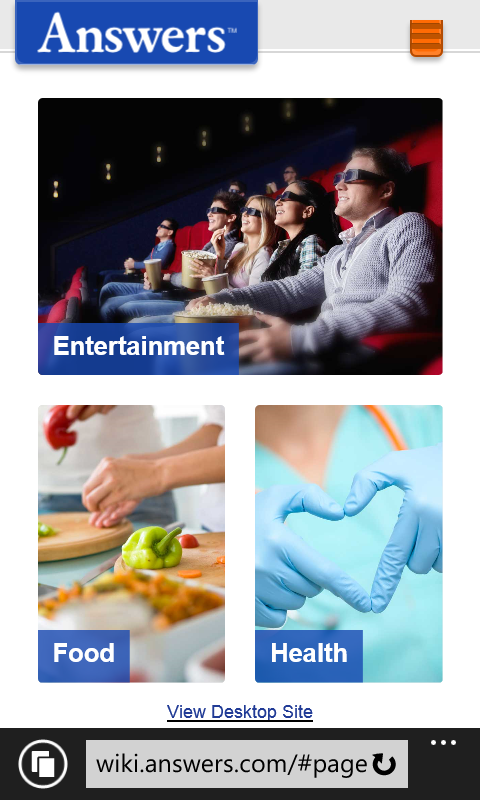 Answers™
Entertainment
Food
Health
View Desktop Site
wiki.answers.com/#page